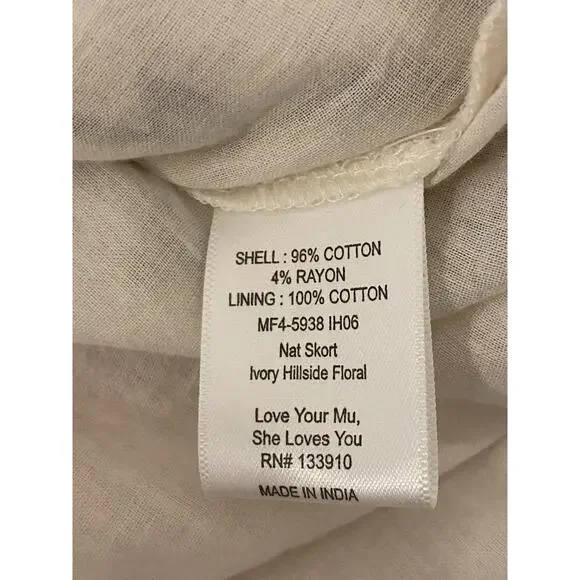 SHELL : 96% COTTON
4% RAYON
LINING : 100% COTTON
MF4-5938 IH06
Nat Skort
Ivory Hillside Floral
Love Your Mu,
She Loves You
RN# 133910
MADE IN INDIA